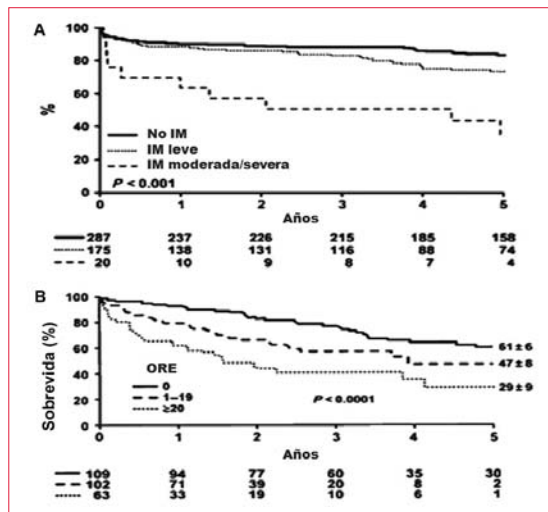 A
100
80
60
40
20
0
%
No IM
IM leve
IM moderada/severa
P < 0.001
0 1 2 3 4 5
Años
287 237 226 215 185 158
175 138 131 116 88 74
20 10 9 8 7 4
B
100
80
60
40
20
0
Sobrevida (%)
ORE
0
1–19
≥20
P < 0.0001
61±6
47±8
29±9
0 1 2 3 4 5
Años
109 94 77 60 35 30
102 71 39 20 8 2
63 33 19 10 6 1